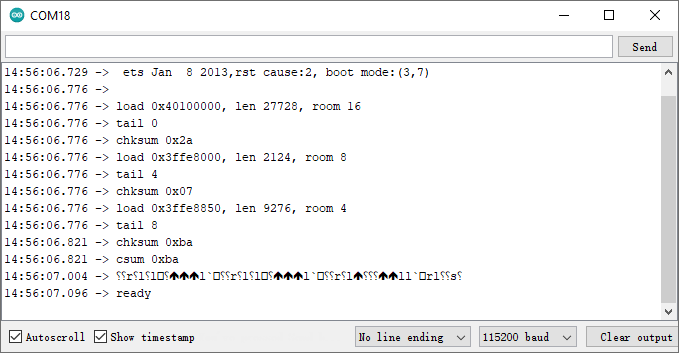 COM18
Send
14:56:06.729 -> ets Jan 8 2013,rst cause:2, boot mode:(3,7)
14:56:06.776 ->
14:56:06.776 -> load 0x40100000, len 27728, room 16
14:56:06.776 -> tail 0
14:56:06.776 -> chksum 0x2a
14:56:06.776 -> load 0x3ffe8000, len 2124, room 8
14:56:06.776 -> tail 4
14:56:06.776 -> chksum 0x07
14:56:06.776 -> load 0x3ffe8850, len 9276, room 4
14:56:06.776 -> tail 8
14:56:06.821 -> chksum 0xba
14:56:06.821 -> csum 0xba
14:56:07.004 ->
14:56:07.096 -> ready
Autoscroll Show timestamp No line ending 115200 baud Clear output